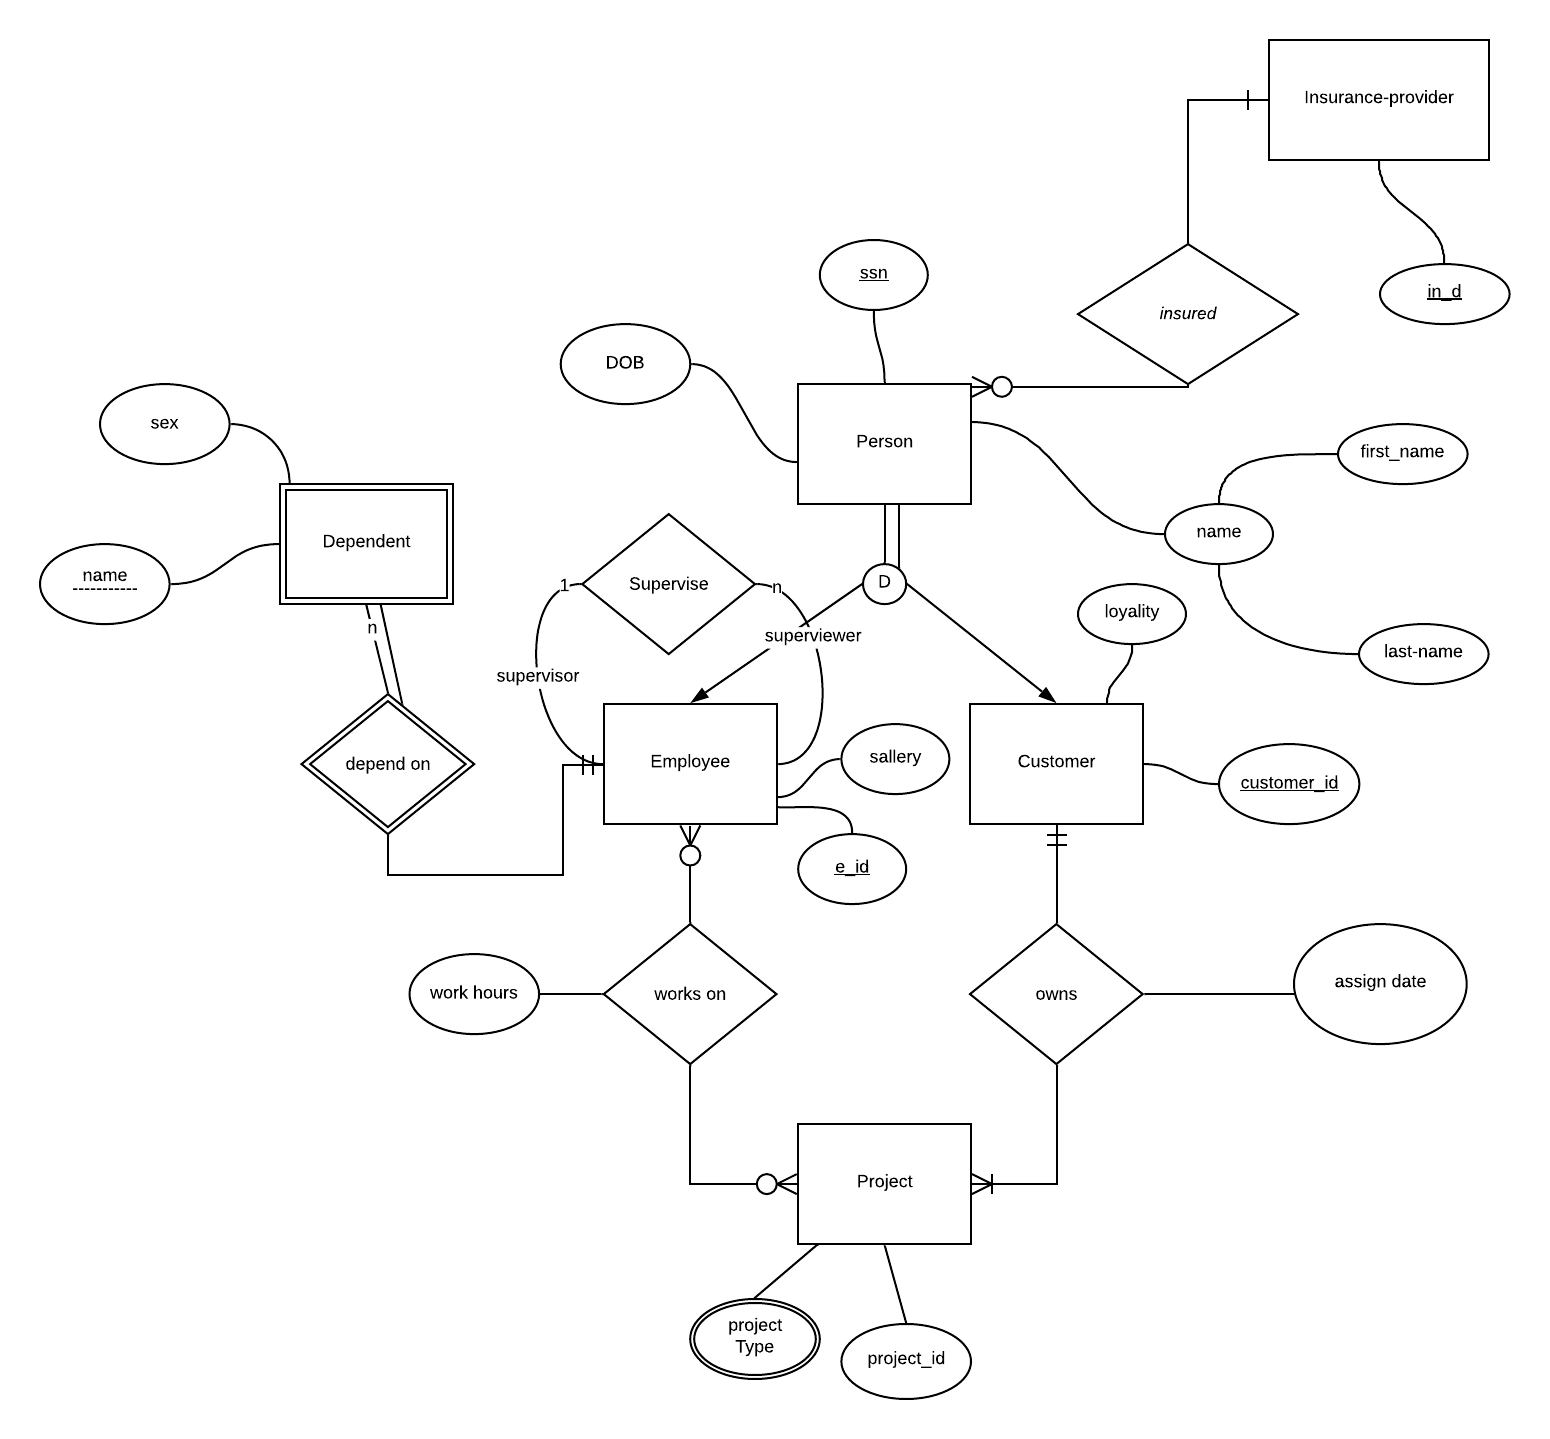 Insurance-provider
ssn
in_d
insured
DOB
sex
Person
first_name
name
Dependent
name
-----------
Supervise
1
n
D
loyality
n
superviewer
last-name
supervisor
depend on
Employee
sallery
Customer
customer_id
e_id
work hours
works on
owns
assign date
Project
project
Type
project_id